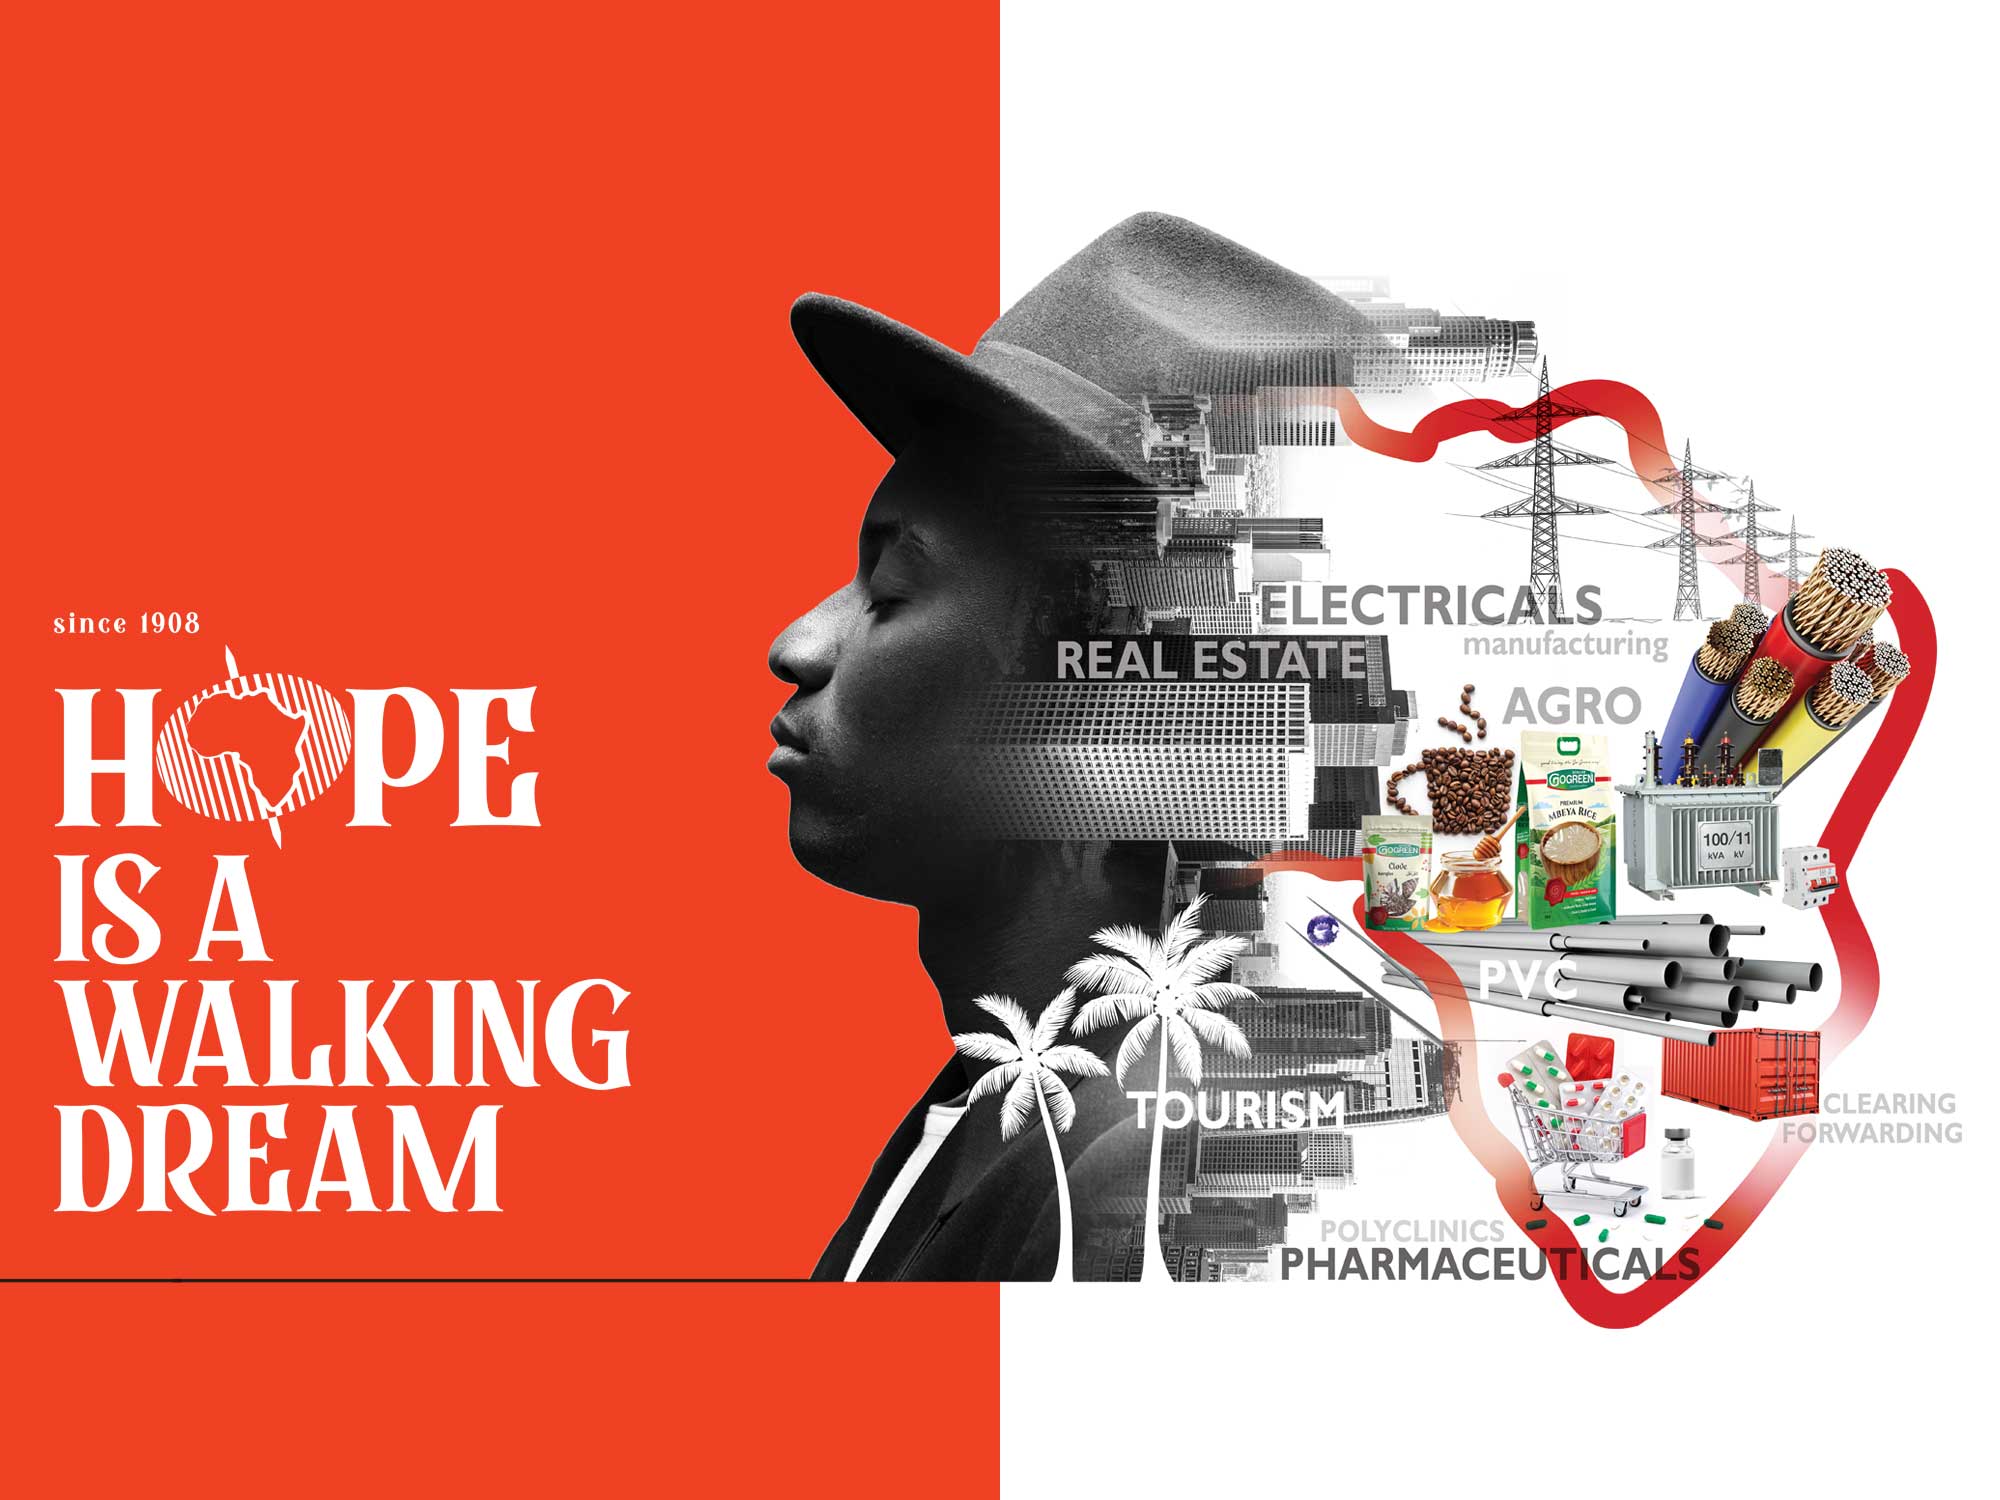 since 1908
HOPE
IS A
WALKING
DREAM
ELECTRICALS
manufacturing
REAL ESTATE
AGRO
GOGREEN
PREMIUM
MBEYA RICE
GOGREEN
Clove
100/11
kVA kV
PVC
TOURISM
CLEARING
FORWARDING
POLYCLINICS
PHARMACEUTICALS